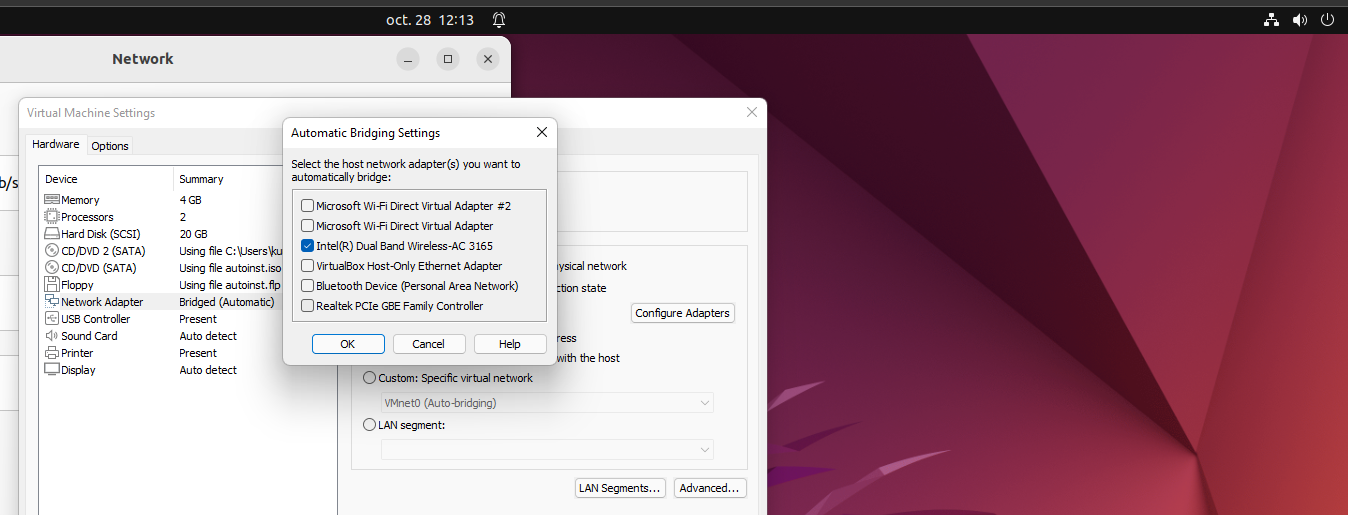 oct. 28 12:13
Network
Virtual Machine Settings
Hardware
Options
Device Summary
Memory 4 GB
Processors 2
Hard Disk (SCSI) 20 GB
CD/DVD 2 (SATA) Using file C:\Users\ku
CD/DVD (SATA) Using file autoinst.iso
Floppy Using file autoinst.flp
Network Adapter Bridged (Automatic)
USB Controller Present
Sound Card Auto detect
Printer Present
Display Auto detect
b/s
Automatic Bridging Settings
Select the host network adapter(s) you want to
automatically bridge:
Microsoft Wi-Fi Direct Virtual Adapter #2
Microsoft Wi-Fi Direct Virtual Adapter
Intel(R) Dual Band Wireless-AC 3165
VirtualBox Host-Only Ethernet Adapter
Bluetooth Device (Personal Area Network)
Realtek PCIe GBE Family Controller
OK Cancel Help
ysical network
ction state
Configure Adapters
ress
with the host
Custom: Specific virtual network
VMnet0 (Auto-bridging)
LAN segment:
LAN Segments... Advanced...